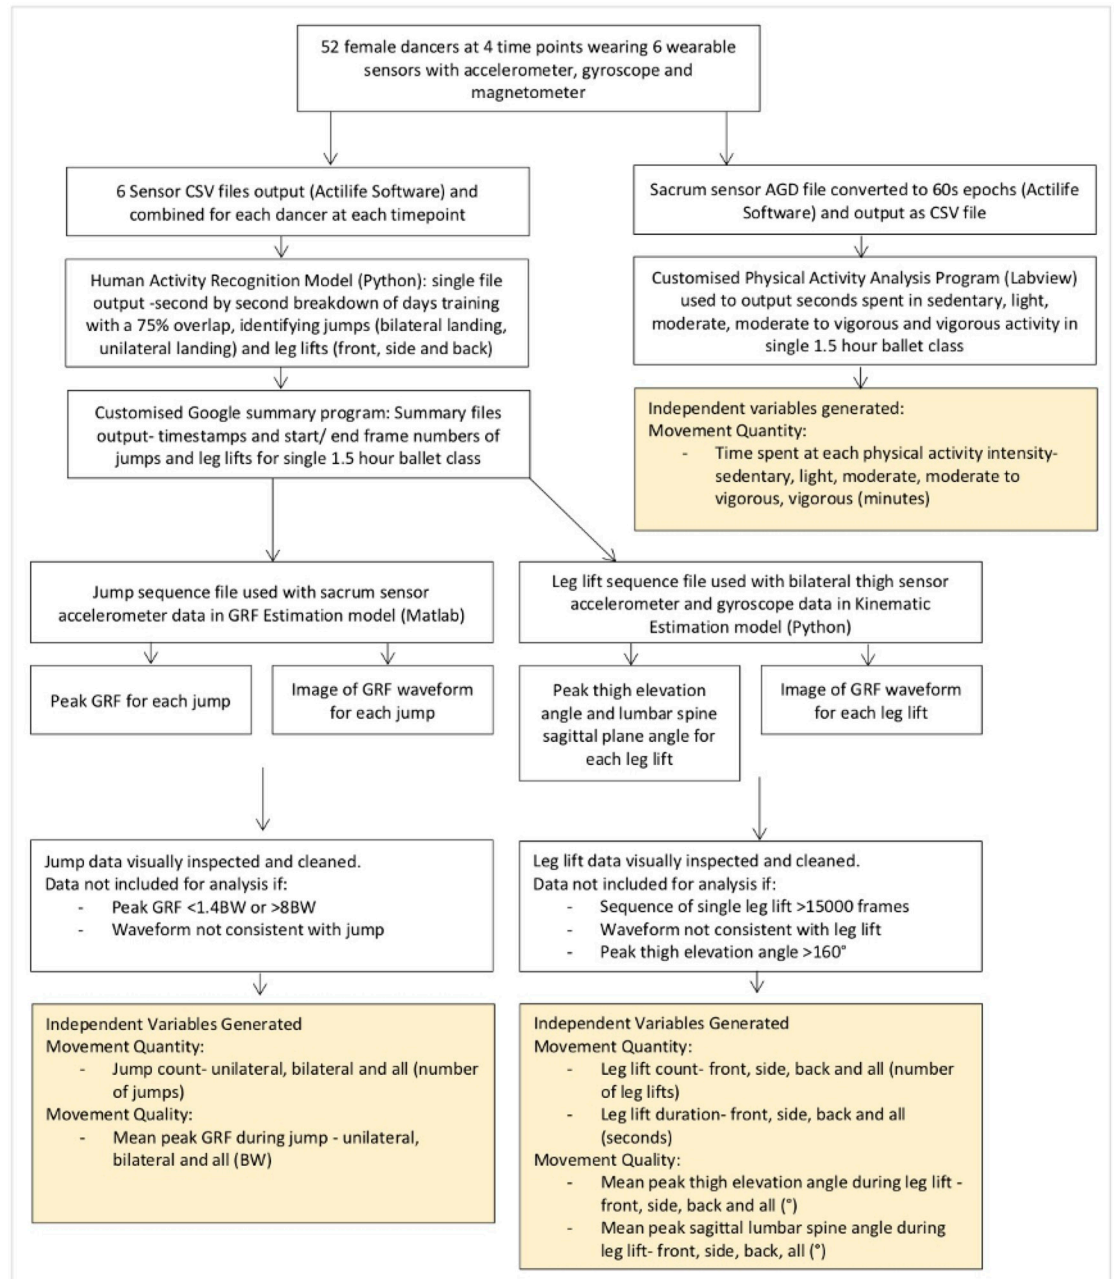 52 female dancers at 4 time points wearing 6 wearable
sensors with accelerometer, gyroscope and
magnetometer
6 Sensor CSV files output (Actilife Software) and
combined for each dancer at each timepoint
Sacrum sensor AGD file converted to 60s epochs (Actilife
Software) and output as CSV file
Human Activity Recognition Model (Python): single file
output -second by second breakdown of days training
with a 75% overlap, identifying jumps (bilateral landing,
unilateral landing) and leg lifts (front, side and back)
Customised Physical Activity Analysis Program (Labview)
used to output seconds spent in sedentary, light,
moderate, moderate to vigorous and vigorous activity in
single 1.5 hour ballet class
Customised Google summary program: Summary files
output- timestamps and start/ end frame numbers of
jumps and leg lifts for single 1.5 hour ballet class
Independent variables generated:
Movement Quantity:
- Time spent at each physical activity intensity-
sedentary, light, moderate, moderate to
vigorous, vigorous (minutes)
Jump sequence file used with sacrum sensor
accelerometer data in GRF Estimation model (Matlab)
Leg lift sequence file used with bilateral thigh sensor
accelerometer and gyroscope data in Kinematic
Estimation model (Python)
Peak GRF for each jump
Image of GRF waveform
for each jump
Peak thigh elevation
angle and lumbar spine
sagittal plane angle for
each leg lift
Image of GRF waveform
for each leg lift
Jump data visually inspected and cleaned.
Data not included for analysis if:
- Peak GRF <1.4BW or >8BW
- Waveform not consistent with jump
Leg lift data visually inspected and cleaned.
Data not included for analysis if:
- Sequence of single leg lift >15000 frames
- Waveform not consistent with leg lift
- Peak thigh elevation angle >160°
Independent Variables Generated
Movement Quantity:
- Jump count- unilateral, bilateral and all (number
of jumps)
Movement Quality:
- Mean peak GRF during jump - unilateral,
bilateral and all (BW)
Independent Variables Generated
Movement Quantity:
- Leg lift count- front, side, back and all (number
of leg lifts)
- Leg lift duration- front, side, back and all
(seconds)
Movement Quality:
- Mean peak thigh elevation angle during leg lift -
front, side, back and all (°)
- Mean peak sagittal lumbar spine angle during
leg lift- front, side, back, all (°)